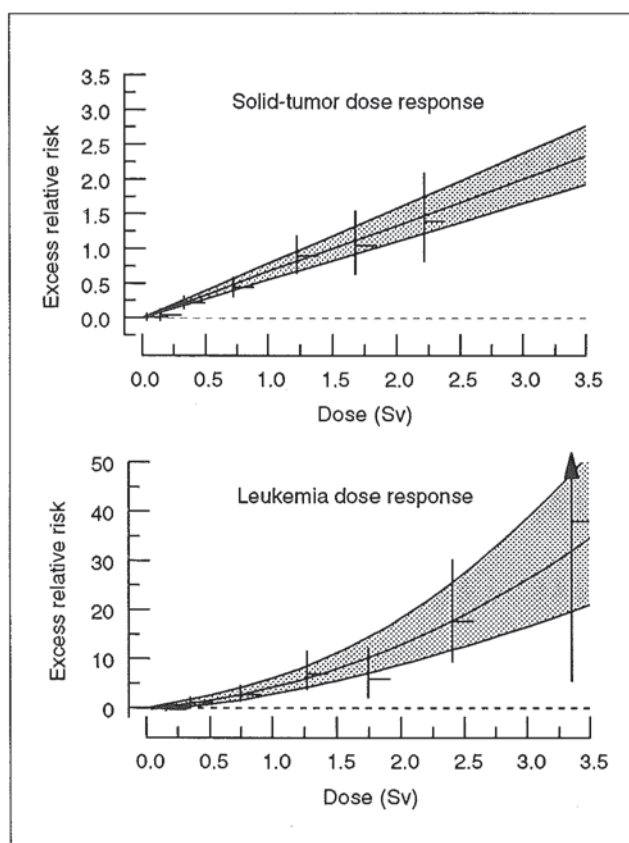 3.5
3.0
2.5
2.0
1.5
1.0
0.5
0.0
Excess relative risk
Solid-tumor dose response
0.0 0.5 1.0 1.5 2.0 2.5 3.0 3.5
Dose (Sv)
50
40
30
20
10
0
Excess relative risk
Leukemia dose response
0.0 0.5 1.0 1.5 2.0 2.5 3.0 3.5
Dose (Sv)